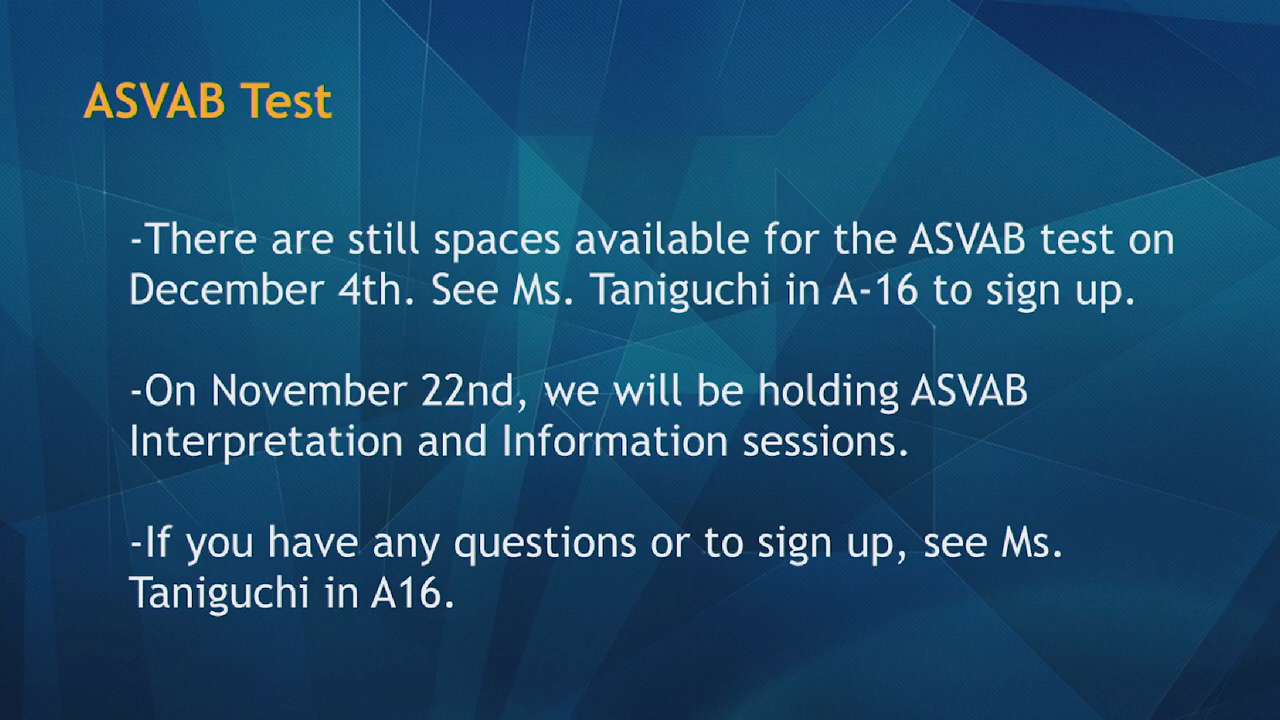 ASVAB Test
-There are still spaces available for the ASVAB test on
December 4th. See Ms. Taniguchi in A-16 to sign up.
-On November 22nd, we will be holding ASVAB
Interpretation and Information sessions.
-If you have any questions or to sign up, see Ms.
Taniguchi in A16.